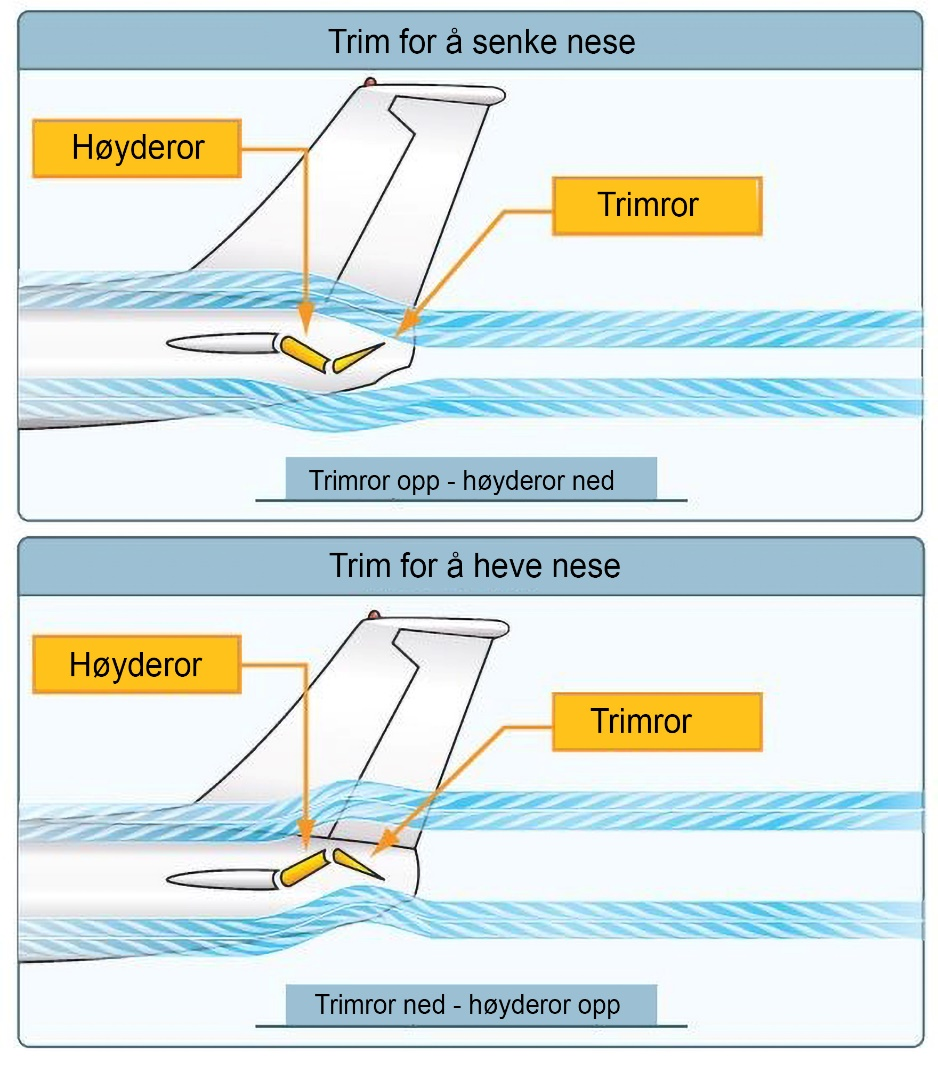 Trim for å senke nese
Høyderor
Trimror
Trimror opp - høyderor ned
Trim for å heve nese
Høyderor
Trimror
Trimror ned - høyderor opp